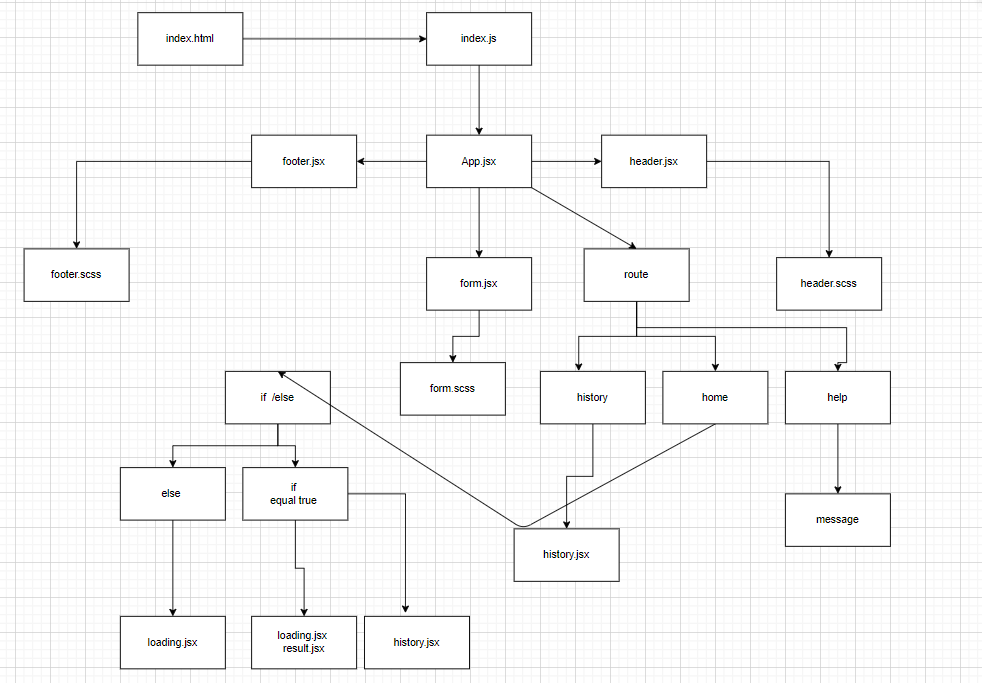 index.html
index.js
footer.jsx
App.jsx
header.jsx
footer.scss
form.jsx
route
header.scss
form.scss
if  /else
history
home
help
else
if
equal true
message
history.jsx
loading.jsx
loading.jsx
result.jsx
history.jsx